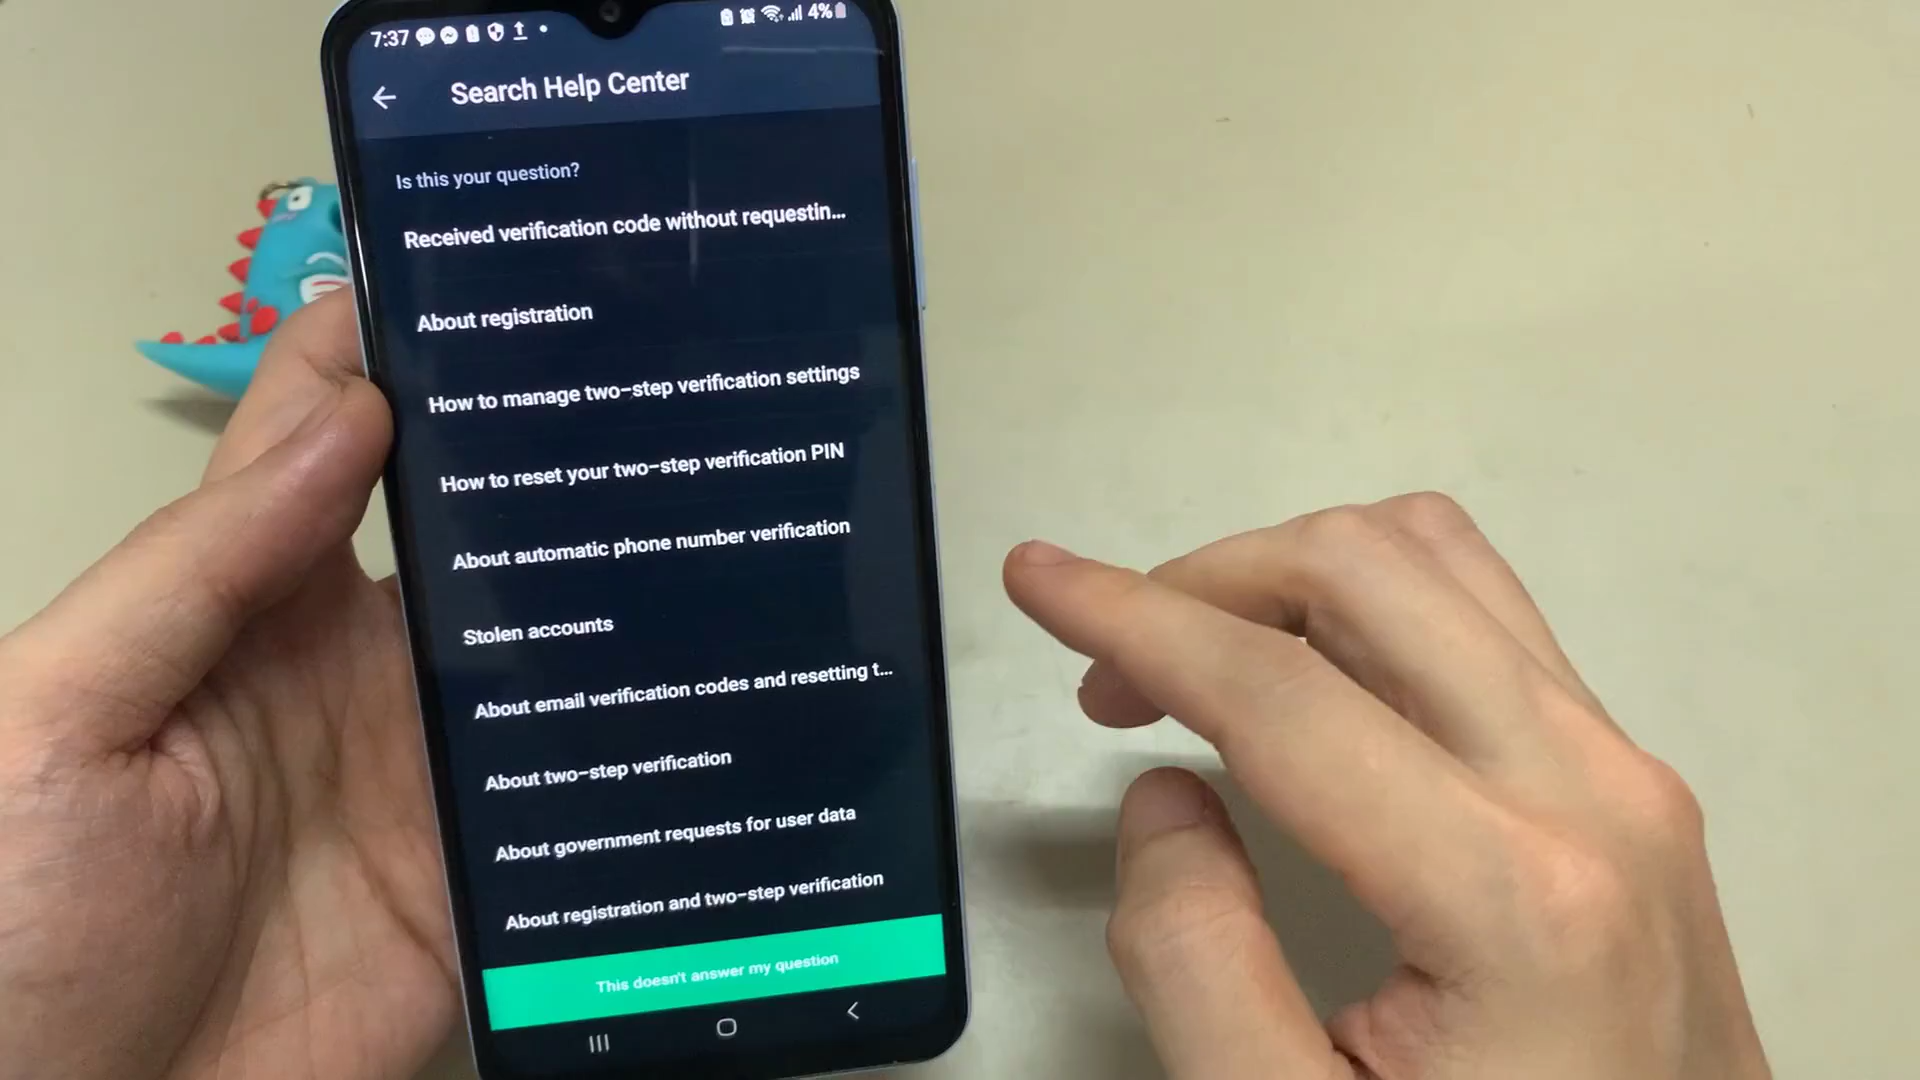 7:37
4%
Search Help Center
Is this your question?
Received verification code without requestin...
About registration
How to manage two-step verification settings
How to reset your two-step verification PIN
About automatic phone number verification
Stolen accounts
About email verification codes and resetting t...
About two-step verification
About government requests for user data
About registration and two-step verification
This doesn't answer my question